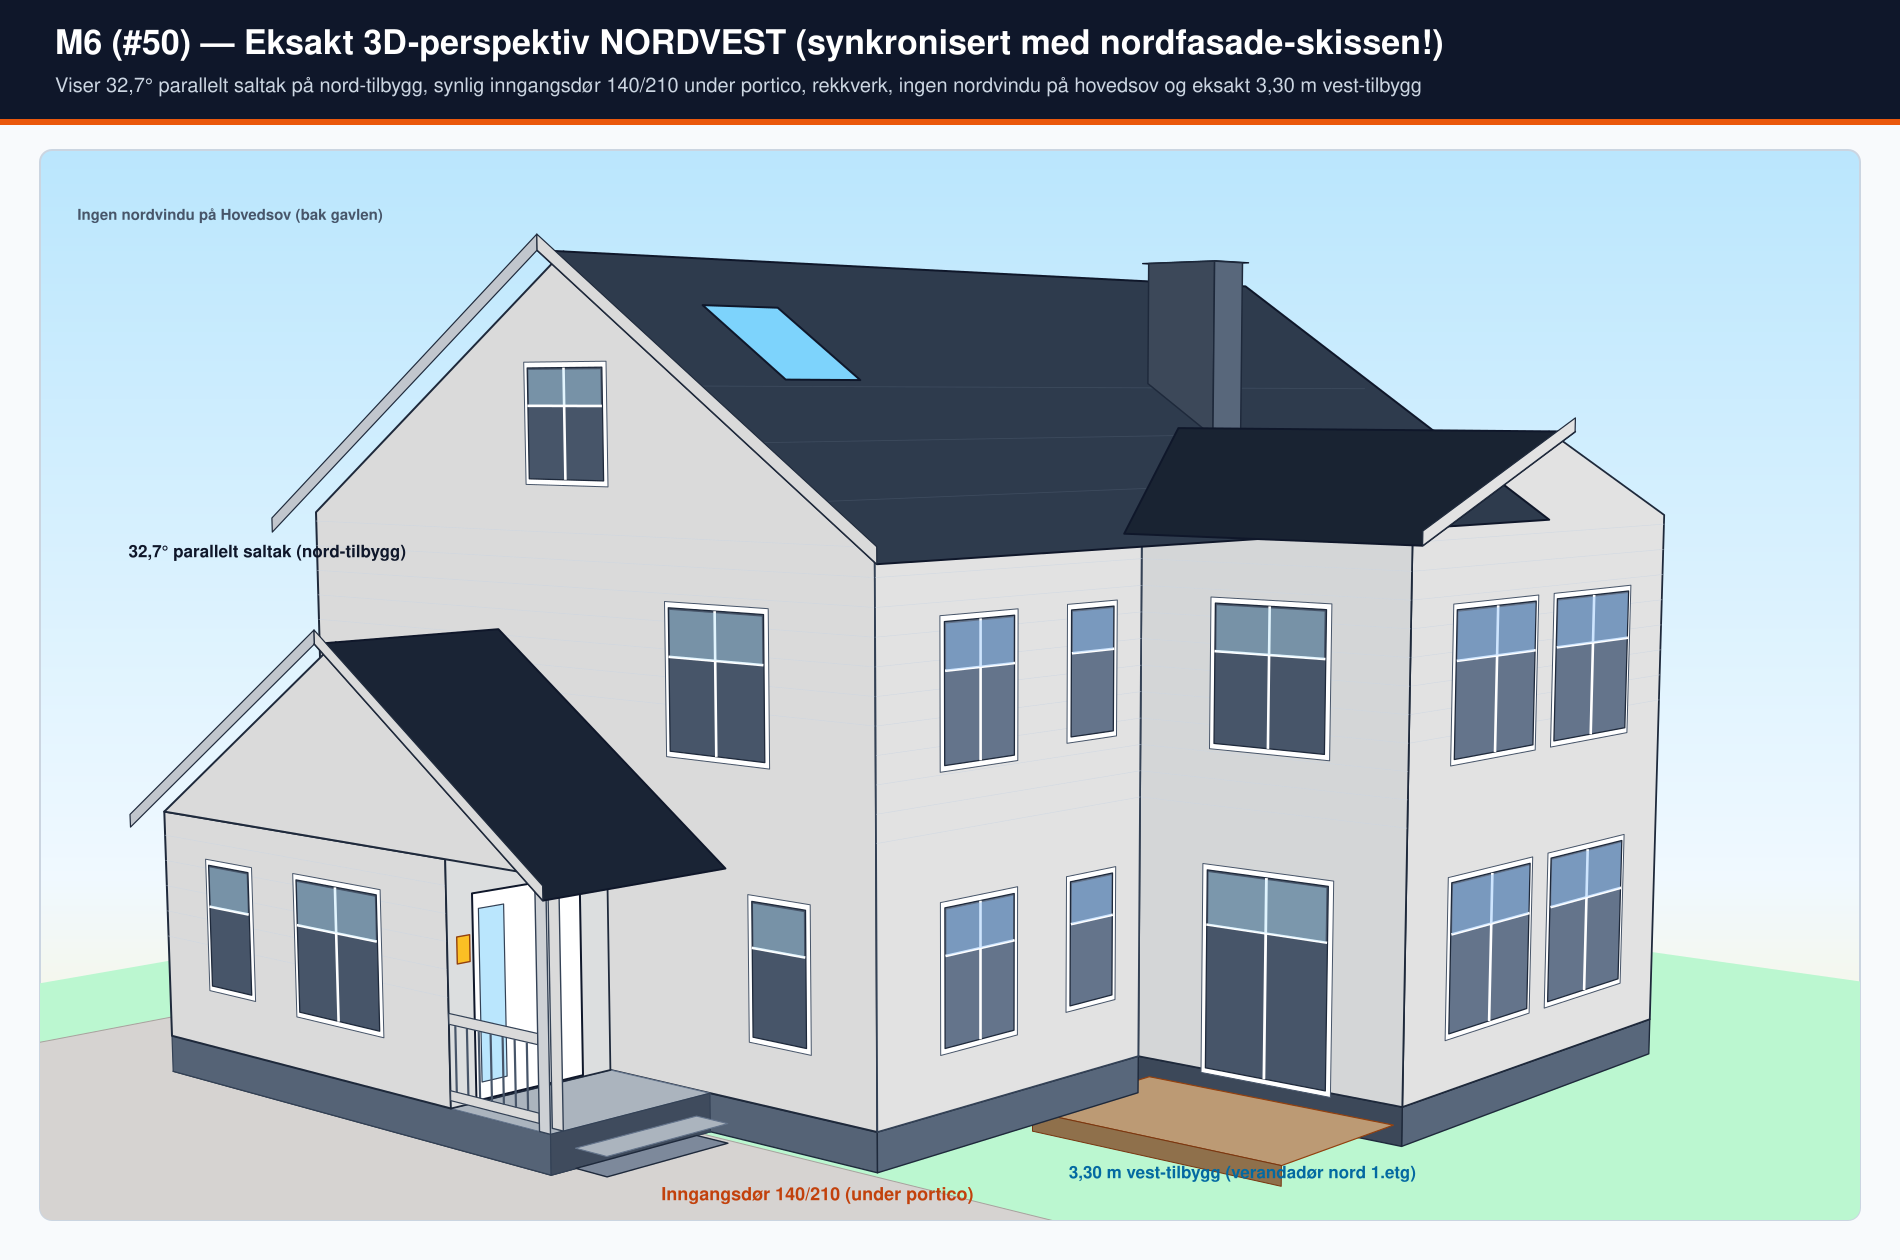 M6 (#50) — Eksakt 3D-perspektiv NORDVEST (synkronisert med nordfasade-skissen!)
Viser 32,7° parallelt saltak på nord-tilbygg, synlig inngangsdør 140/210 under portico, rekkverk, ingen nordvindu på hovedsov og eksakt 3,30 m vest-tilbygg
Ingen nordvindu på Hovedsov (bak gavlen)
32,7° parallelt saltak (nord-tilbygg)
3,30 m vest-tilbygg (verandadør nord 1.etg)
Inngangsdør 140/210 (under portico)